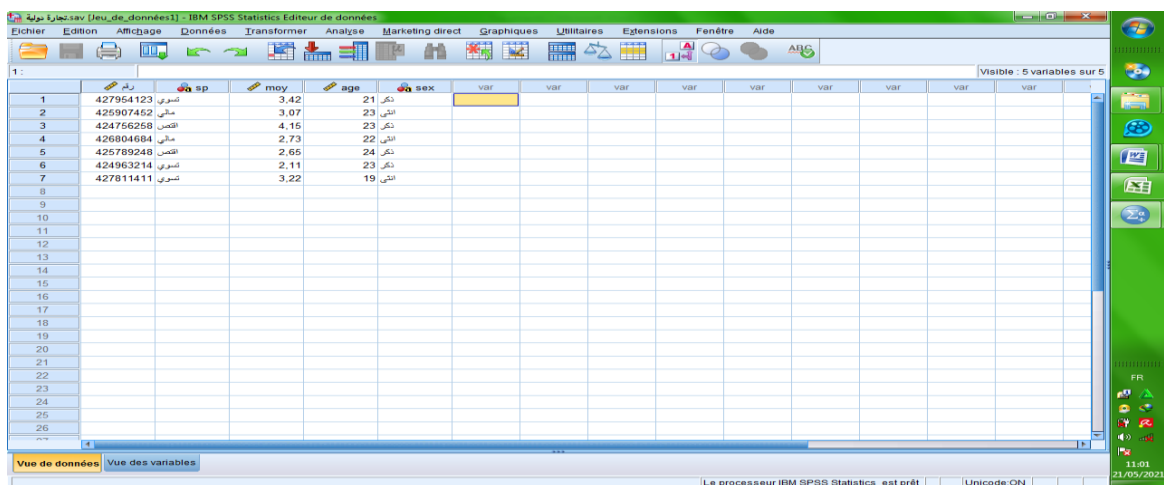 تجارة دولية.sav [Jeu_de_données1] - IBM SPSS Statistics Editeur de données
Eichier Edition Affichage Données Transformer Analyse Marketing direct Graphiques Utilitaires Extensions Fenêtre Aide
1 :
Visible : 5 variables sur 5
رقم sp moy age sex var var var var var var var var
1 427954123 تسوي 3,42 21 ذكر
2 425907452 مالي 3,07 23 انثى
3 424756258 اقتص 4,15 23 ذكر
4 426804684 مالي 2,73 22 انثى
5 425789248 اقتص 2,65 24 ذكر
6 424963214 تسوي 2,11 23 ذكر
7 427811411 تسوي 3,22 19 انثى
8
9
10
11
12
13
14
15
16
17
18
19
20
21
22
23
24
25
26
Vue de données Vue des variables
Le processeur IBM SPSS Statistics est prêt Unicode:ON
FR
11:01
21/05/2021